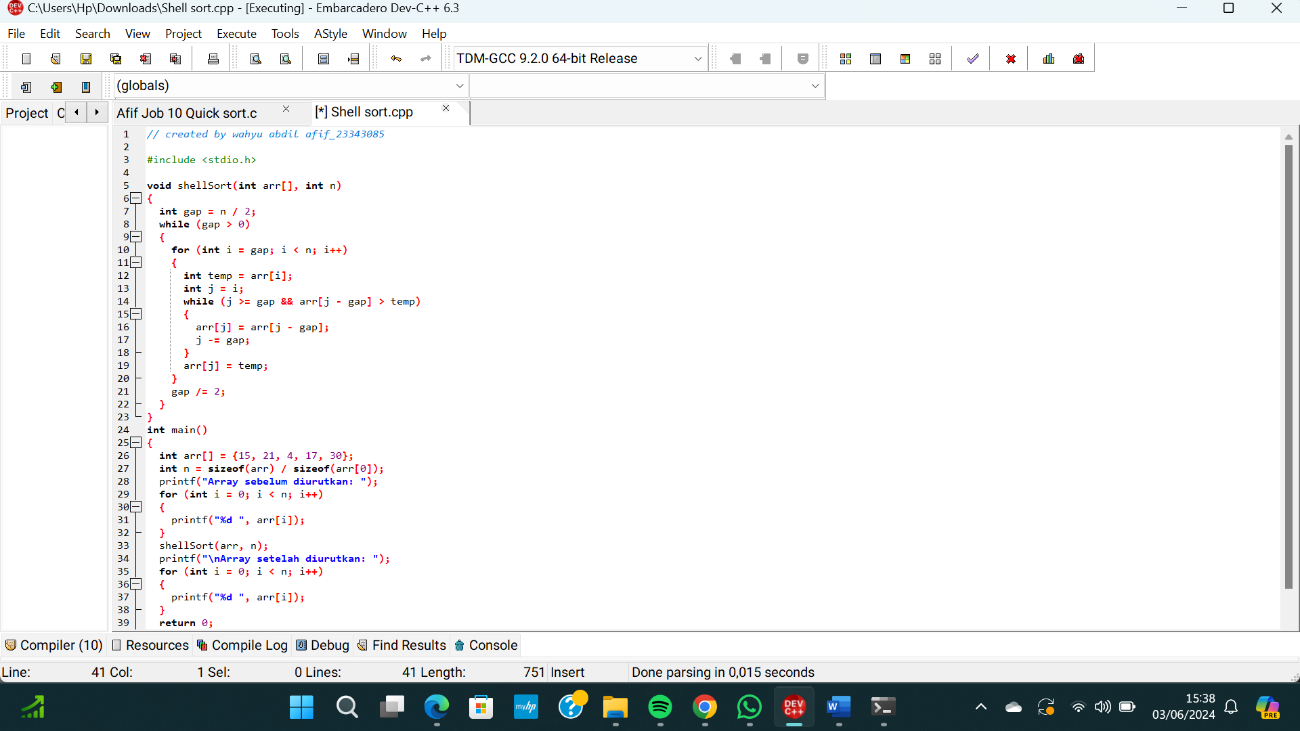 C:\Users\Hp\Downloads\Shell sort.cpp - [Executing] - Embarcadero Dev-C++ 6.3
File Edit Search View Project Execute Tools AStyle Window Help
TDM-GCC 9.2.0 64-bit Release
(globals)
Project C Afif Job 10 Quick sort.c [*] Shell sort.cpp
1 // created by wahyu abdil afif_23343085
2
3 #include <stdio.h>
4
5 void shellSort(int arr[], int n)
6 {
7 int gap = n / 2;
8 while (gap > 0)
9 {
10 for (int i = gap; i < n; i++)
11 {
12 int temp = arr[i];
13 int j = i;
14 while (j >= gap && arr[j - gap] > temp)
15 {
16 arr[j] = arr[j - gap];
17 j -= gap;
18 }
19 arr[j] = temp;
20 }
21 gap /= 2;
22 }
23 }
24 int main()
25 {
26 int arr[] = {15, 21, 4, 17, 30};
27 int n = sizeof(arr) / sizeof(arr[0]);
28 printf("Array sebelum diurutkan: ");
29 for (int i = 0; i < n; i++)
30 {
31 printf("%d ", arr[i]);
32 }
33 shellSort(arr, n);
34 printf("\nArray setelah diurutkan: ");
35 for (int i = 0; i < n; i++)
36 {
37 printf("%d ", arr[i]);
38 }
39 return 0;
Compiler (10) Resources Compile Log Debug Find Results Console
Line: 41 Col: 1 Sel: 0 Lines: 41 Length: 751 Insert Done parsing in 0,015 seconds
15:38
03/06/2024